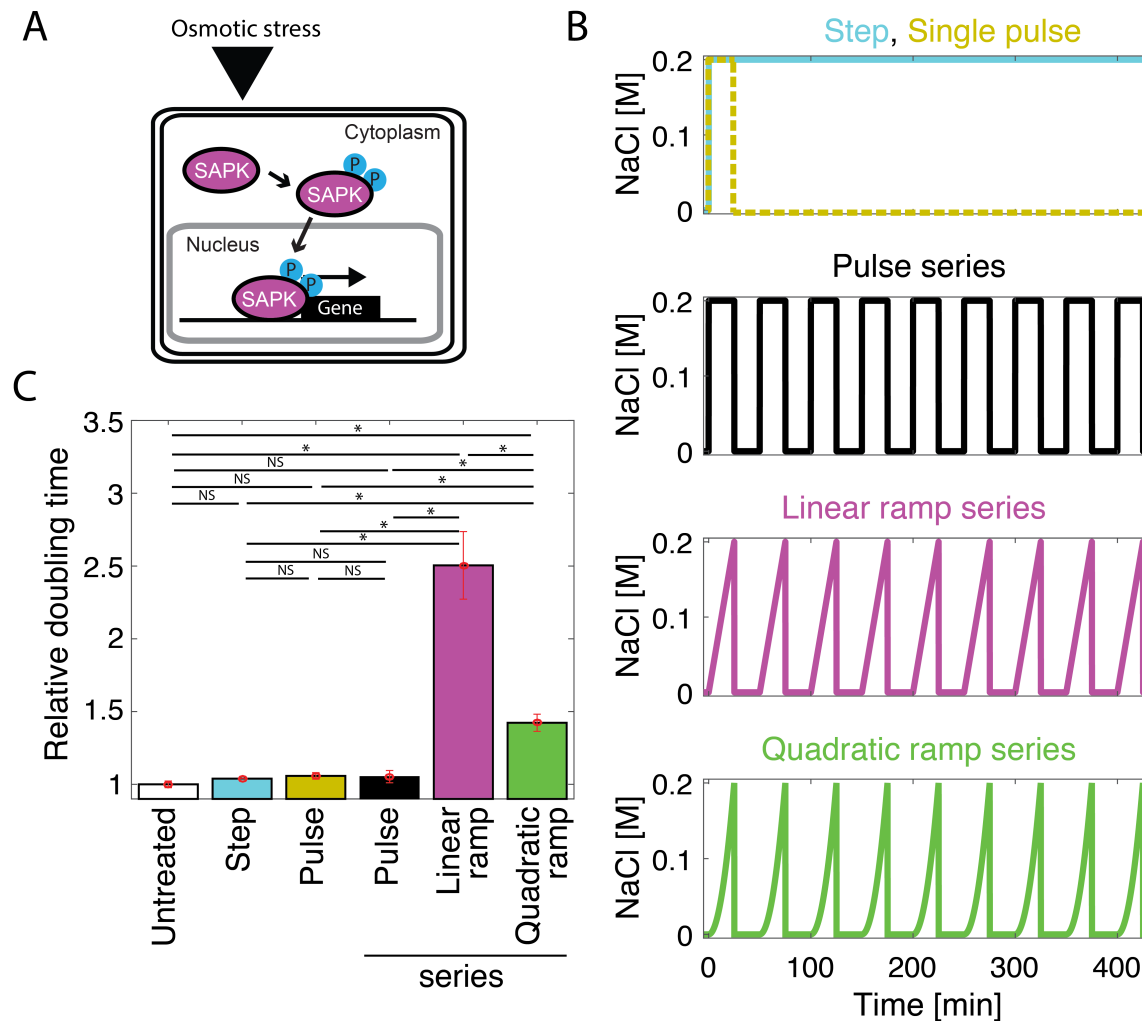 A
Osmotic stress
Cytoplasm
SAPK
P
P
SAPK
Nucleus
P
P
SAPK
Gene
B
Step, Single pulse
NaCl [M]
0.2
0.1
0
Pulse series
NaCl [M]
0.2
0.1
0
Linear ramp series
NaCl [M]
0.2
0.1
0
Quadratic ramp series
NaCl [M]
0.2
0.1
0
0 100 200 300 400
Time [min]
C
Relative doubling time
3.5
3
2.5
2
1.5
1
*
* *
NS *
NS *
NS *
*
*
*
NS
NS NS
Untreated
Step
Pulse
Pulse
Linear
ramp
Quadratic
ramp
series